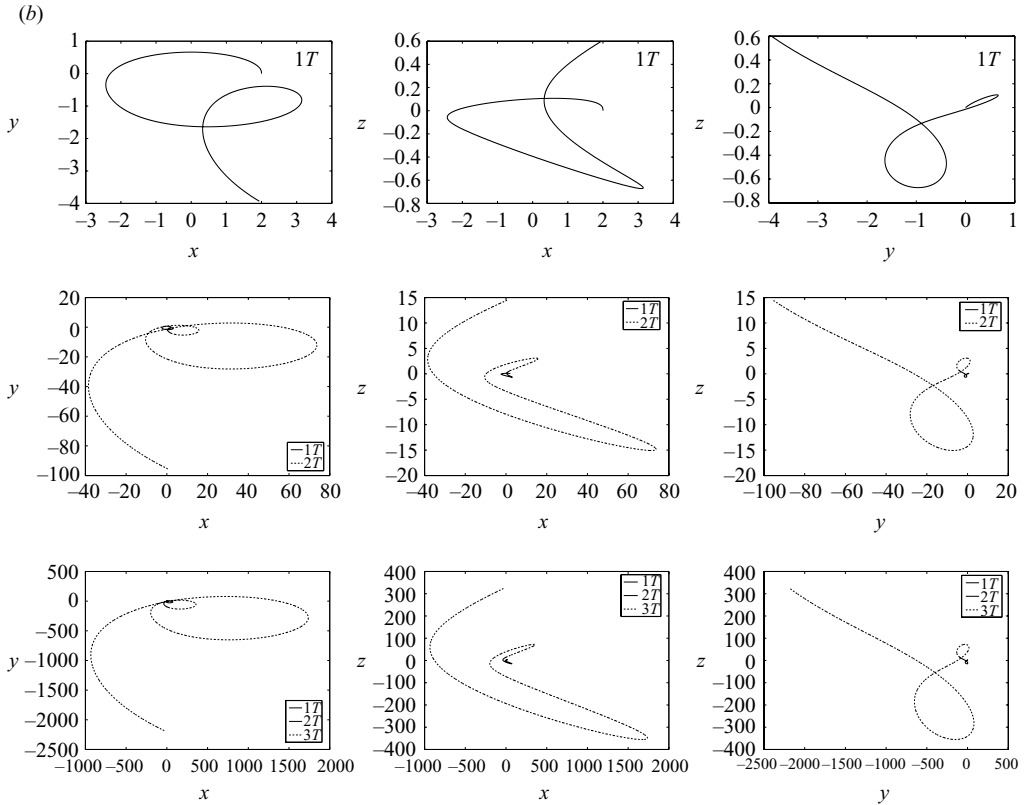 (b)
1
0
–1
–2
–3
–4
y
1T
–3 –2 –1 0 1 2 3 4
x
0.6
0.4
0.2
0
–0.2
–0.4
–0.6
–0.8
z
1T
–3 –2 –1 0 1 2 3 4
x
0.6
0.4
0.2
0
–0.2
–0.4
–0.6
–0.8
z
1T
–4 –3 –2 –1 0 1
y
20
0
–20
–40
–60
–80
–100
y
1T
2T
–40 –20 0 20 40 60 80
x
15
10
5
0
–5
–10
–15
–20
z
1T
2T
–40 –20 0 20 40 60 80
x
15
10
5
0
–5
–10
–15
–20
z
1T
2T
–100 –80 –60 –40 –20 0 20
y
500
0
–500
–1000
–1500
–2000
–2500
y
1T
2T
3T
–1000 –500 0 500 1000 1500 2000
x
400
300
200
100
0
–100
–200
–300
–400
z
1T
2T
3T
–1000 –500 0 500 1000 1500 2000
x
400
300
200
100
0
–100
–200
–300
–400
z
1T
2T
3T
–2500 –2000 –1500 –1000 –500 0 500
y